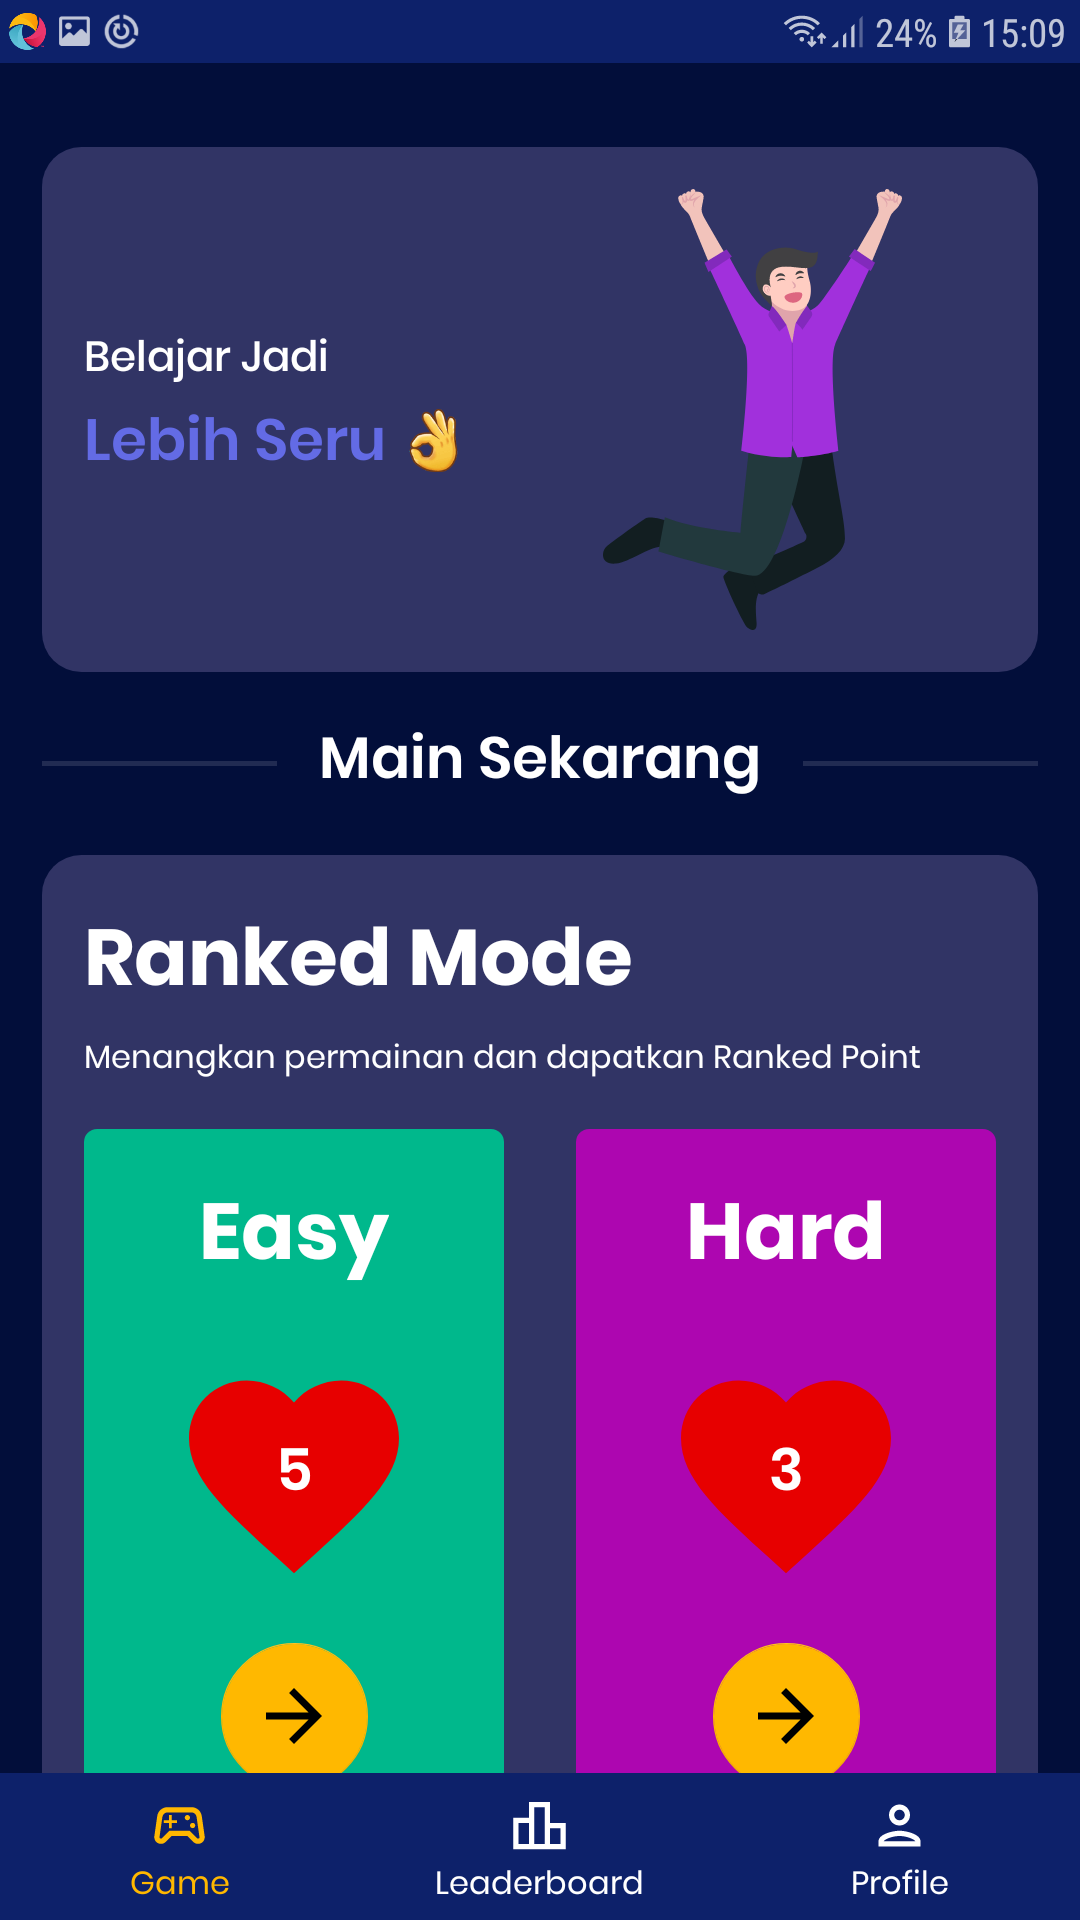 24% 15:09
Belajar Jadi
Lebih Seru 👌
Main Sekarang
Ranked Mode
Menangkan permainan dan dapatkan Ranked Point
Easy
Hard
5
3
Game
Leaderboard
Profile